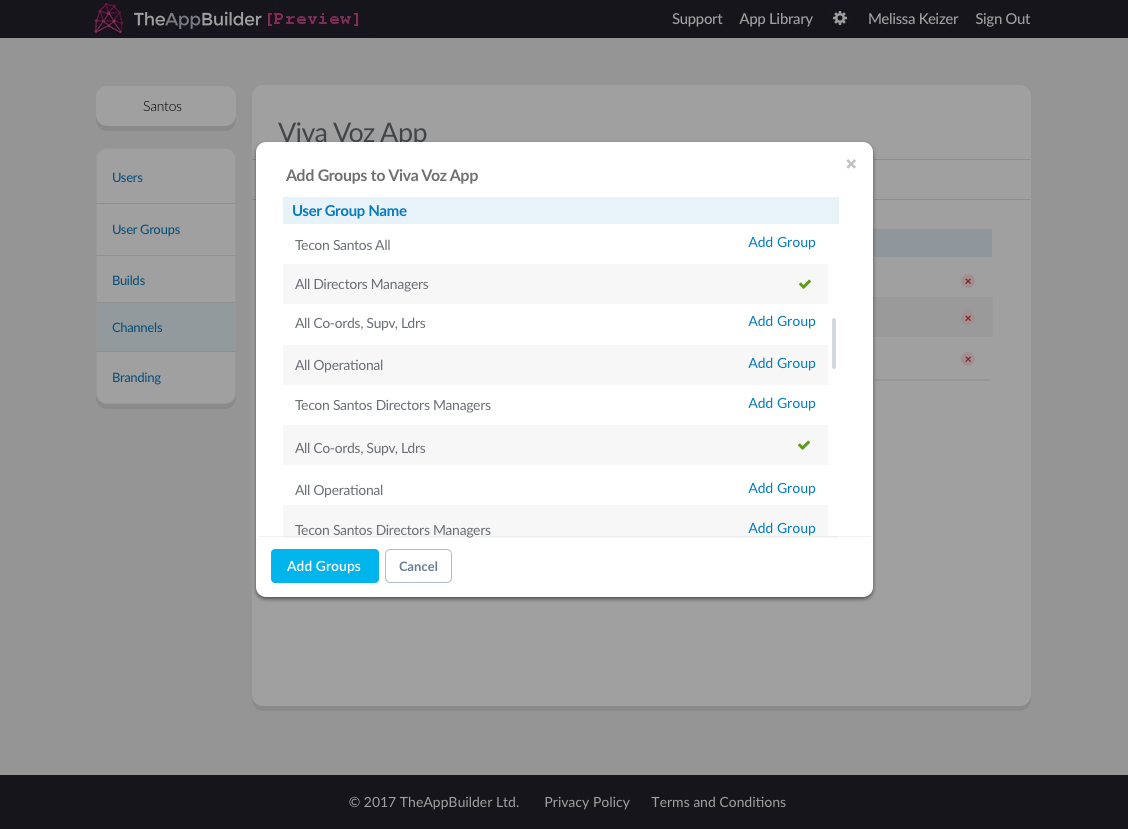 TheAppBuilder [Preview]
Support App Library Melissa Keizer Sign Out
Santos
Viva Voz App
Users
User Groups
Builds
Channels
Branding
Add Groups to Viva Voz App
User Group Name
Tecon Santos All Add Group
All Directors Managers
All Co-ords, Supv, Ldrs Add Group
All Operational Add Group
Tecon Santos Directors Managers Add Group
All Co-ords, Supv, Ldrs
All Operational Add Group
Tecon Santos Directors Managers Add Group
Add Groups Cancel
© 2017 TheAppBuilder Ltd. Privacy Policy Terms and Conditions